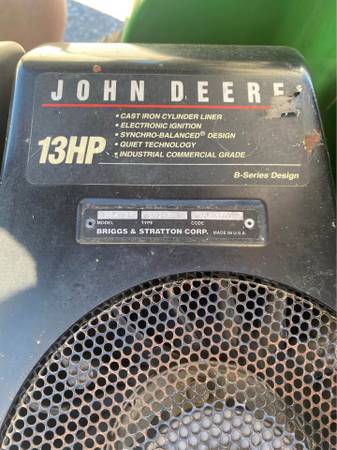 JOHN DEERE
13HP
• CAST IRON CYLINDER LINER
• ELECTRONIC IGNITION
• SYNCHRO-BALANCED® DESIGN
• QUIET TECHNOLOGY
• INDUSTRIAL COMMERCIAL GRADE
B-Series Design
MODEL TYPE CODE
BRIGGS & STRATTON CORP. MADE IN U.S.A.